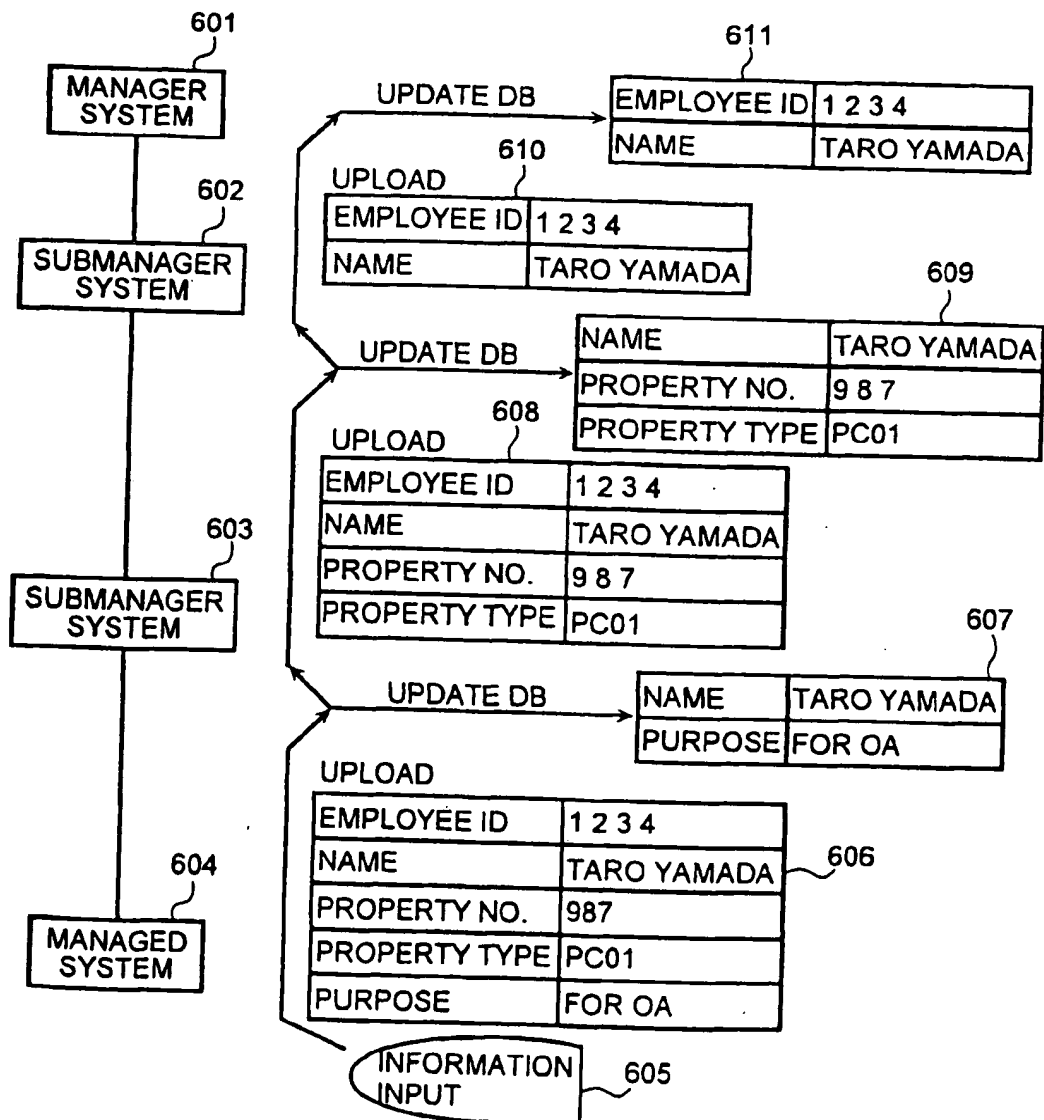 601
MANAGER
SYSTEM
602
SUBMANAGER
SYSTEM
603
SUBMANAGER
SYSTEM
604
MANAGED
SYSTEM
611
UPDATE DB
EMPLOYEE ID 1 2 3 4
NAME TARO YAMADA
610
UPLOAD
EMPLOYEE ID 1 2 3 4
NAME TARO YAMADA
609
UPDATE DB
NAME TARO YAMADA
PROPERTY NO. 9 8 7
PROPERTY TYPE PC01
608
UPLOAD
EMPLOYEE ID 1 2 3 4
NAME TARO YAMADA
PROPERTY NO. 9 8 7
PROPERTY TYPE PC01
607
UPDATE DB
NAME TARO YAMADA
PURPOSE FOR OA
UPLOAD
EMPLOYEE ID 1 2 3 4
NAME TARO YAMADA
606
PROPERTY NO. 987
PROPERTY TYPE PC01
PURPOSE FOR OA
INFORMATION
INPUT
605